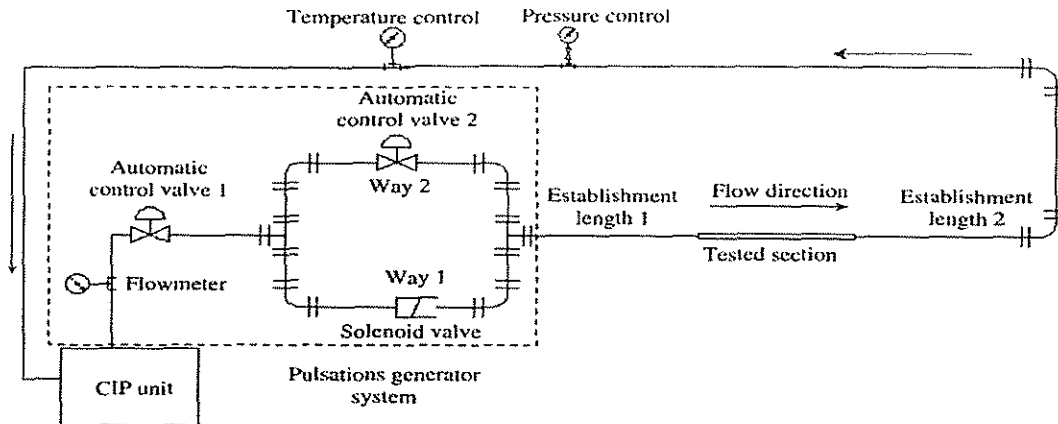 Temperature control
Pressure control
Automatic
control valve 2
Automatic
control valve 1
Way 2
Establishment
length 1
Flow direction
Establishment
length 2
Tested section
Flowmeter
Way 1
Solenoid valve
CIP unit
Pulsations generator
system